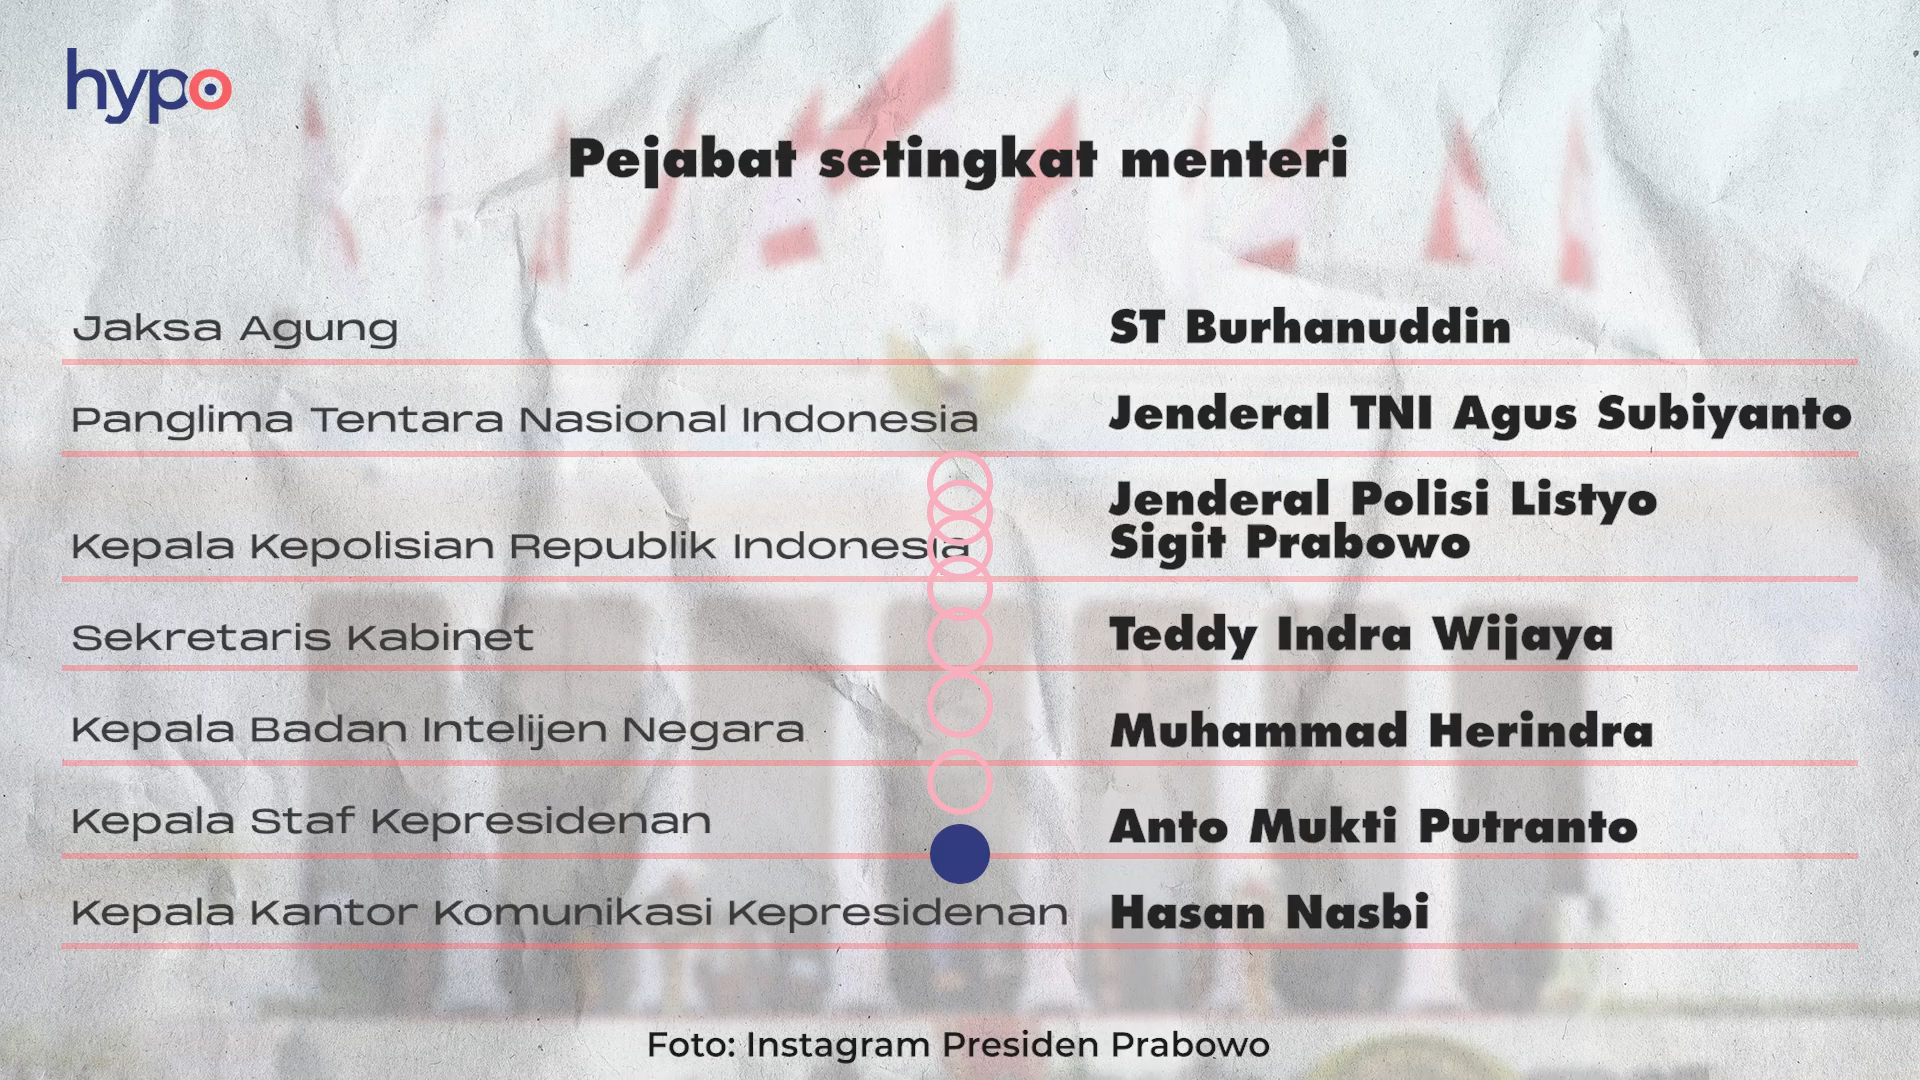 hypo
Pejabat setingkat menteri
Jaksa Agung ST Burhanuddin
Panglima Tentara Nasional Indonesia Jenderal TNI Agus Subiyanto
Kepala Kepolisian Republik Indonesia Jenderal Polisi Listyo
Sigit Prabowo
Sekretaris Kabinet Teddy Indra Wijaya
Kepala Badan Intelijen Negara Muhammad Herindra
Kepala Staf Kepresidenan Anto Mukti Putranto
Kepala Kantor Komunikasi Kepresidenan Hasan Nasbi
Foto: Instagram Presiden Prabowo